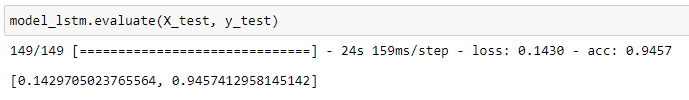 model_lstm.evaluate(X_test, y_test)
149/149 [==============================] - 24s 159ms/step - loss: 0.1430 - acc: 0.9457
[0.1429705023765564, 0.9457412958145142]